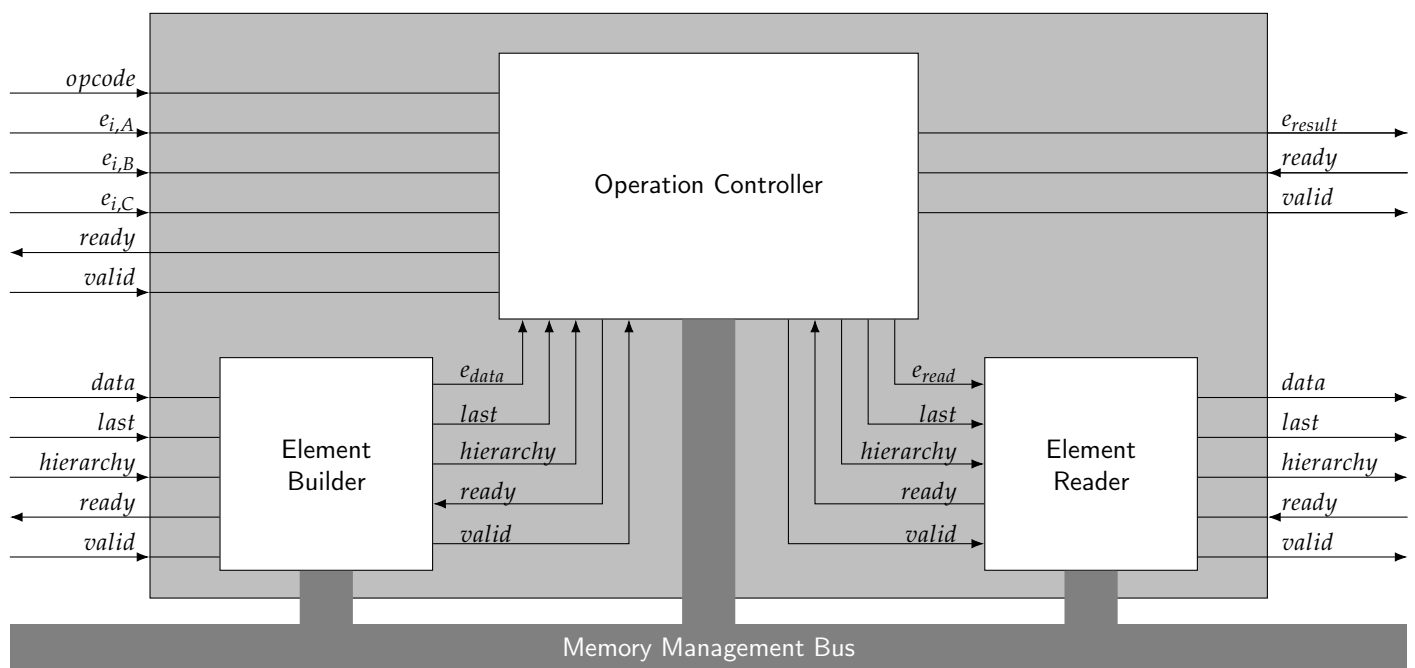 opcode
e_{i,A}
e_{i,B}
e_{i,C}
ready
valid
Operation Controller
e_{result}
ready
valid
data
last
hierarchy
ready
valid
Element
Builder
e_{data}
last
hierarchy
ready
valid
e_{read}
last
hierarchy
ready
valid
Element
Reader
data
last
hierarchy
ready
valid
Memory Management Bus